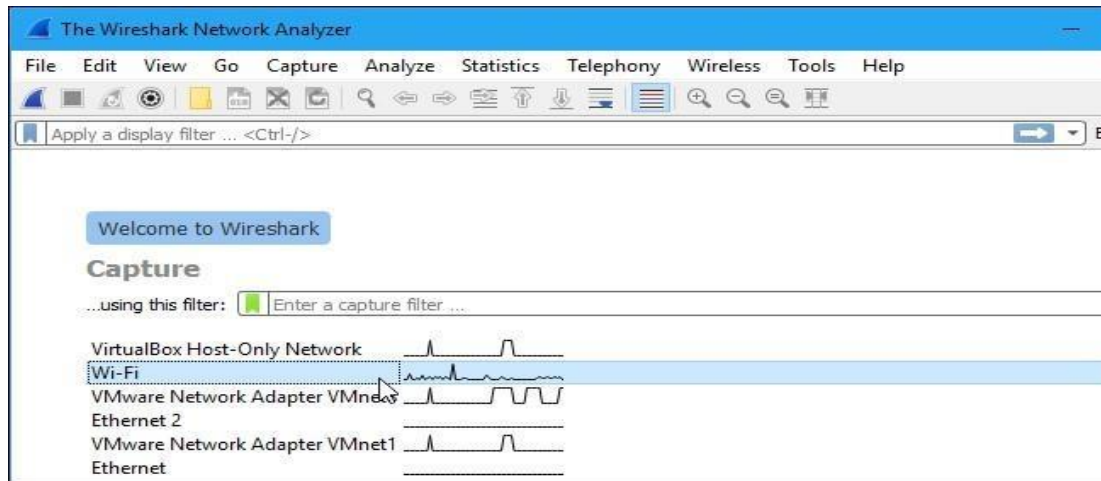 The Wireshark Network Analyzer
File Edit View Go Capture Analyze Statistics Telephony Wireless Tools Help
Apply a display filter ... <Ctrl-/>
Welcome to Wireshark
Capture
...using this filter: Enter a capture filter ...
VirtualBox Host-Only Network
Wi-Fi
VMware Network Adapter
Ethernet 2
VMware Network Adapter VMnet1
Ethernet